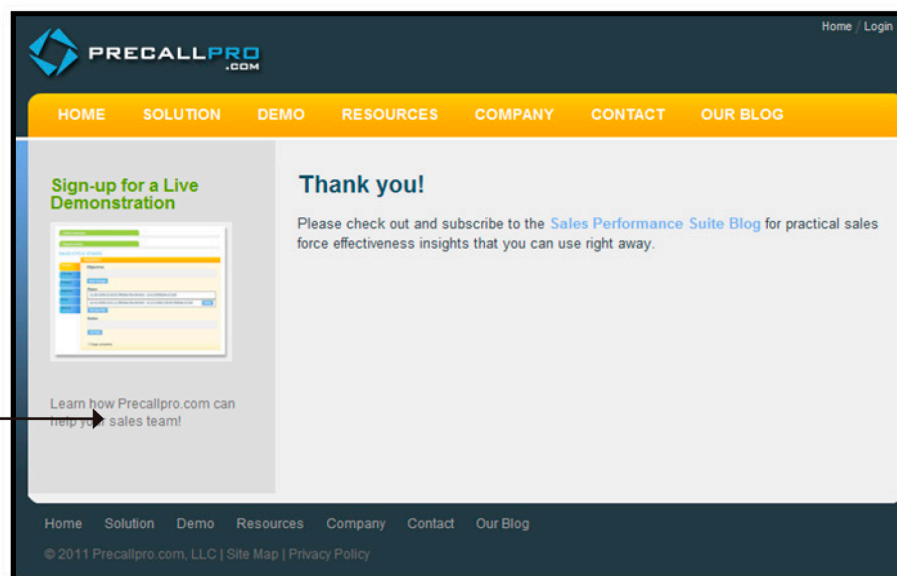 Home / Login
PRECALLPRO
.COM
HOME SOLUTION DEMO RESOURCES COMPANY CONTACT OUR BLOG
Sign-up for a Live
Demonstration
Learn how Precallpro.com can
help your sales team!
Thank you!
Please check out and subscribe to the Sales Performance Suite Blog for practical sales
force effectiveness insights that you can use right away.
Home Solution Demo Resources Company Contact Our Blog
© 2011 Precallpro.com, LLC | Site Map | Privacy Policy